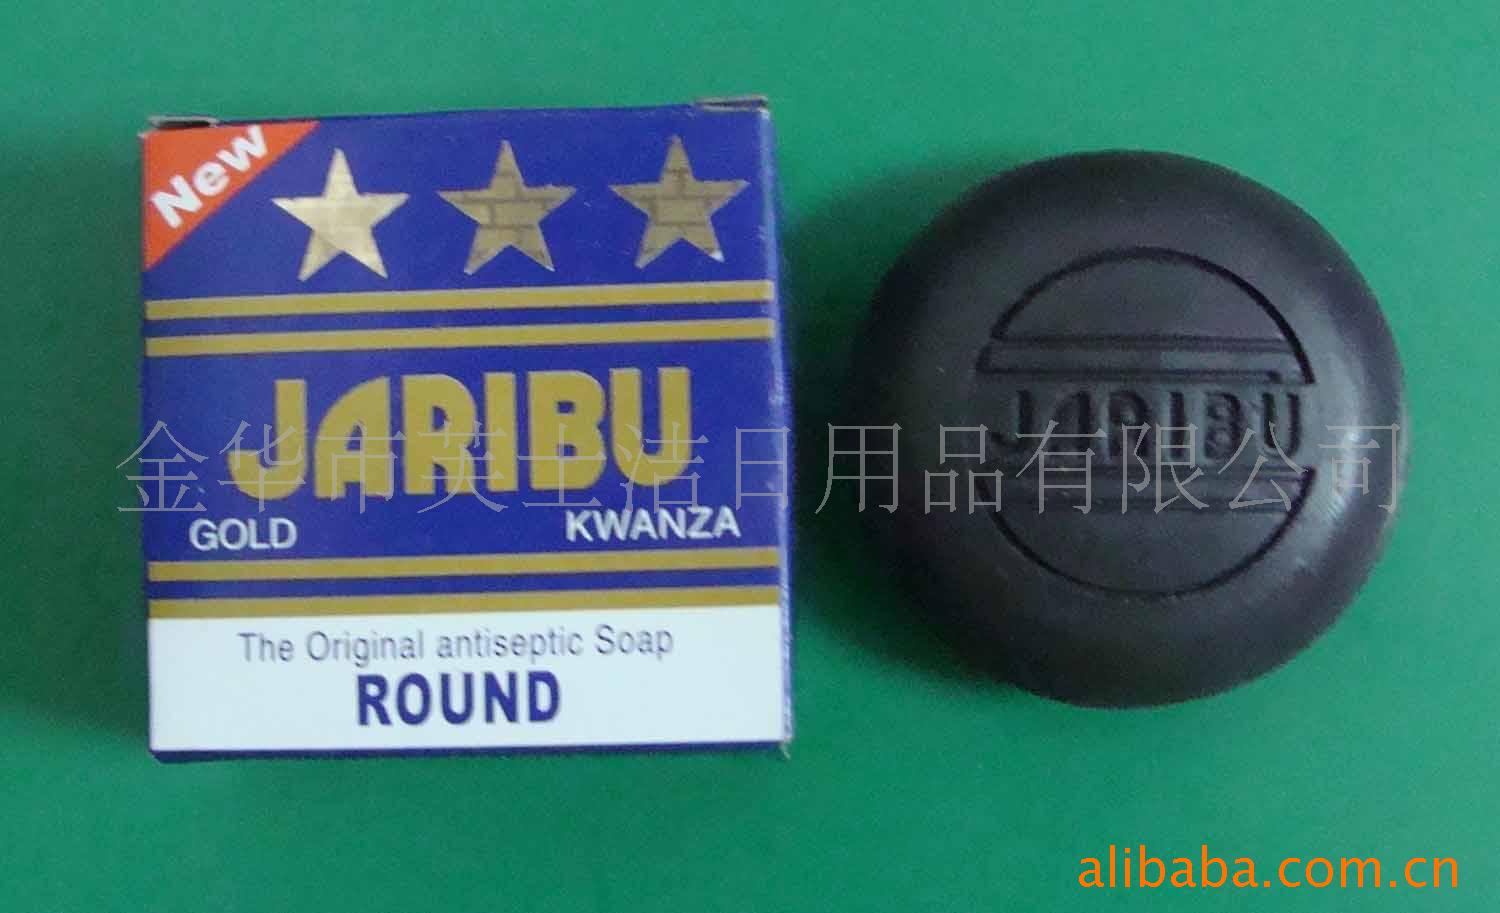 New
JARIBU
GOLD KWANZA
The Original antiseptic Soap
ROUND
JARIBU
金华市英士洁日用品有限公司
alibaba.com.cn